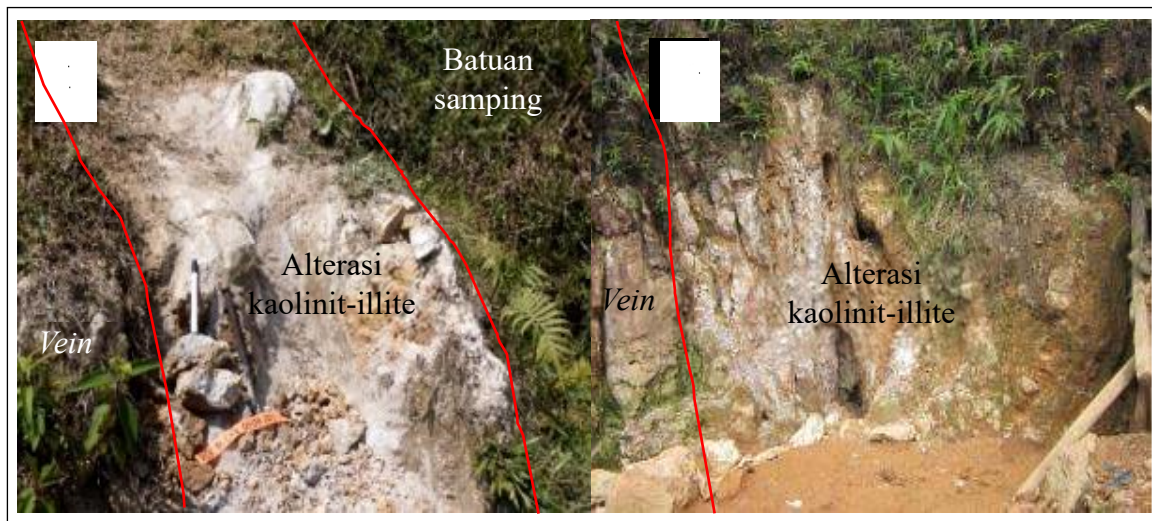 Batuan
samping
Alterasi
kaolinit-illite
Vein
Alterasi
kaolinit-illite
Vein